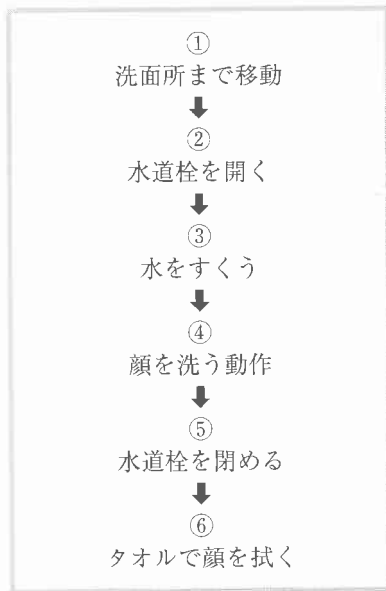 ①
洗面所まで移動
②
水道栓を開く
③
水をすくう
④
顔を洗う動作
⑤
水道栓を閉める
⑥
タオルで顔を拭く